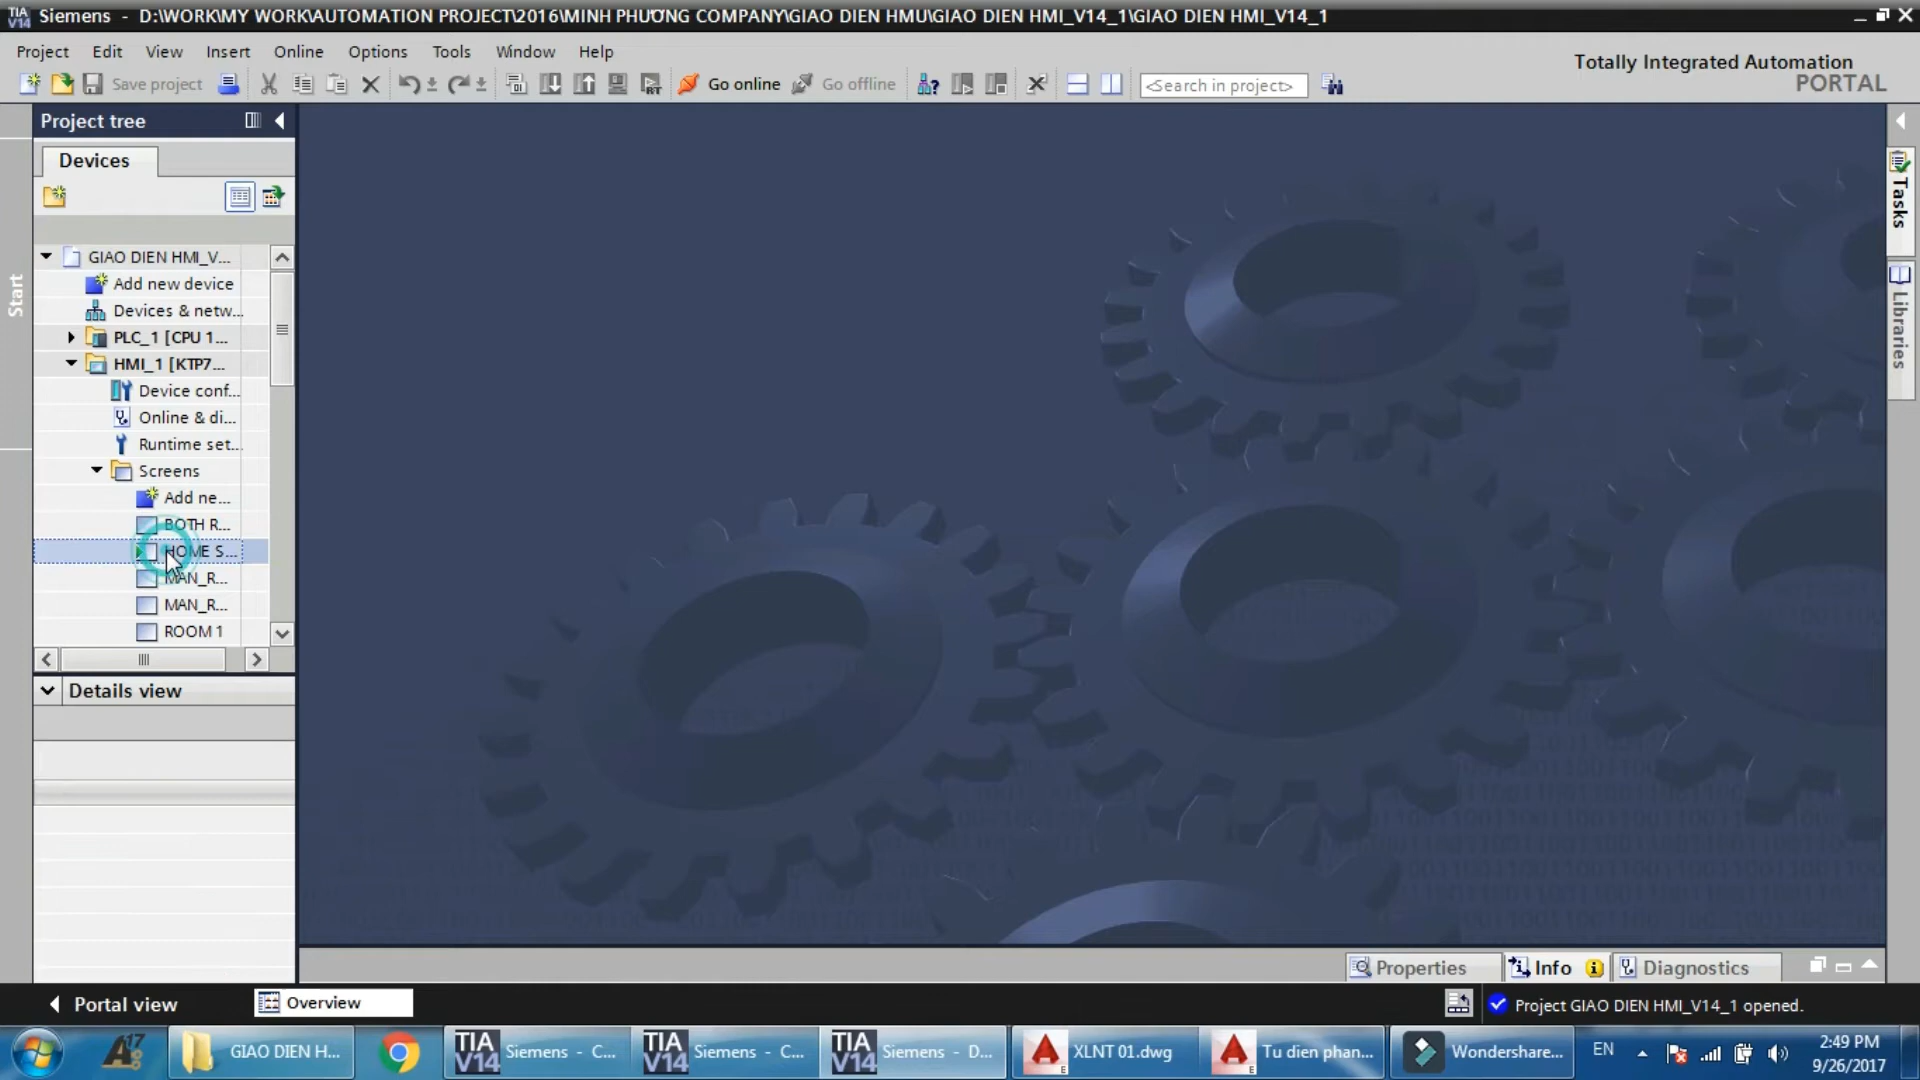 Siemens - D:\WORK\MY WORK\AUTOMATION PROJECT\2016\MINH PHƯƠNG COMPANY\GIAO DIEN HMU\GIAO DIEN HMI_V14_1\GIAO DIEN HMI_V14_1
Project Edit View Insert Online Options Tools Window Help
Totally Integrated Automation
PORTAL
Save project Go online Go offline <Search in project>
Project tree
Devices
Start
Tasks
Libraries
GIAO DIEN HMI_V...
Add new device
Devices & netw...
PLC_1 [CPU 1...
HMI_1 [KTP7...
Device conf...
Online & di...
Runtime set...
Screens
Add ne...
BOTH R...
HOME S...
MAN_R...
MAN_R...
ROOM 1
Details view
Properties Info Diagnostics
Portal view Overview Project GIAO DIEN HMI_V14_1 opened.
GIAO DIEN H... Siemens - C... Siemens - C... Siemens - D... XLNT 01.dwg Tu dien phan... Wondershare... EN
2:49 PM
9/26/2017